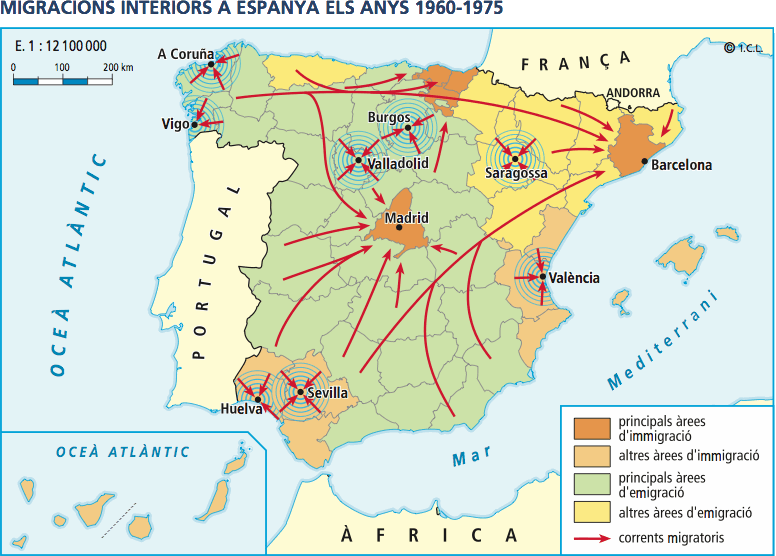 MIGRACIONS INTERIORS A ESPANYA ELS ANYS 1960-1975
E. 1 : 12 100 000
0 100 200 km
© I.C.L.
A Coruña
FRANÇA
ANDORRA
Vigo
Burgos
Valladolid
Saragossa
Barcelona
OCEÀ ATLÀNTIC
PORTUGAL
Madrid
València
Mediterrani
Huelva
Sevilla
Mar
OCEÀ ATLÀNTIC
ÀFRICA
principals àrees
d'immigració
altres àrees d'immigració
principals àrees
d'emigració
altres àrees d'emigració
corrents migratoris